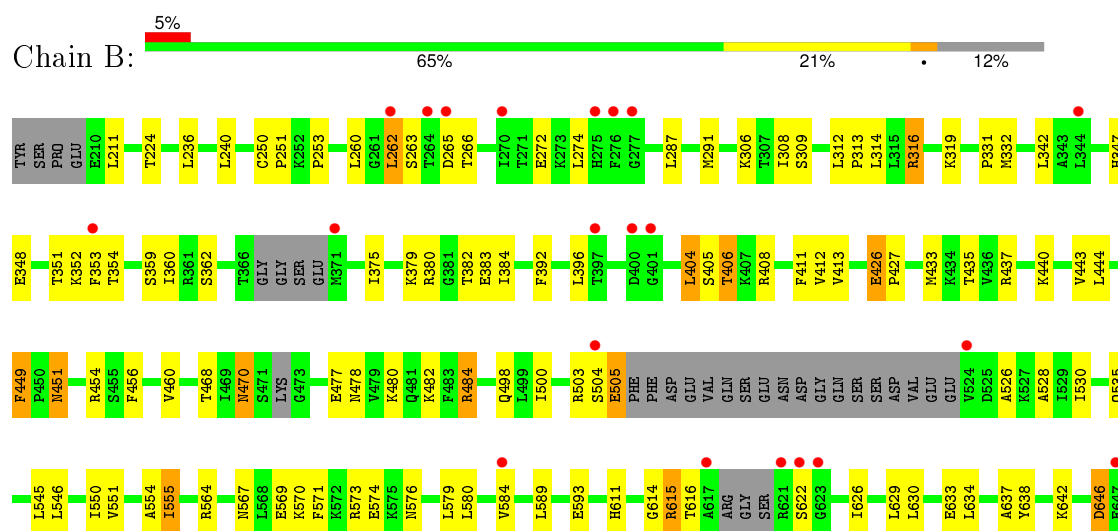 5%
Chain B:
65% 21% • 12%
TYR SER PRO GLU E210 L211 T224 L236 L240 C250 P251 K252 P253 L260 G261 L262 S263 T264 D265 T266 I270 T271 E272 K273 L274 H275 F276 G277 L287 M291 K306 T307 I308 S309 L312 P313 L314 L315 R316 K319 P331 M332 L342 A343 L344 H347
E348 T351 K352 F353 T354 S359 I360 R361 S362 T366 GLY GLY SER GLU M371 I375 K379 R380 G381 T382 E383 I384 F392 L396 T397 D400 G401 L404 S405 T406 K407 R408 F411 V412 V413 E426 P427 M433 K434 T435 V436 R437 K440 V443 L444
F449 P450 N451 R454 S455 F456 V460 T468 I469 N470 S471 LYS G473 E477 N478 V479 K480 Q481 K482 F483 R484 Q498 L499 I500 R503 S504 E505 PHE PHE ASP GLU VAL GLN SER GLU ASN ASP GLY GLN SER SER ASP VAL GLU GLU V524 D525 A526 K527 A528 I529 I530 Q535
L545 L546 I550 V551 A554 I555 R564 N567 L568 E569 K570 F571 K572 R573 E574 K575 N576 L579 L580 V584 L589 E593 H611 G614 R615 T616 A617 ARG GLY SER R621 S622 G623 I626 L629 L630 E633 L634 A637 Y638 K642 D646